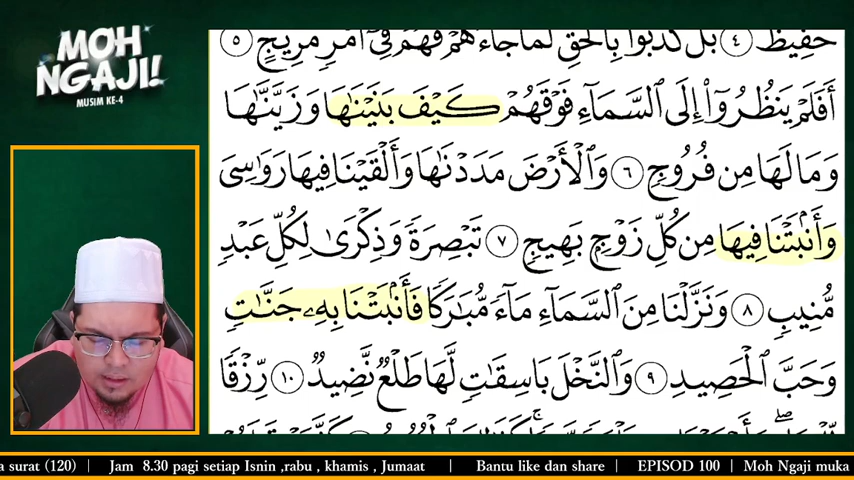 MOH
NGAJI!
MUSIM KE-4
حَفِيظٌ ٤ بَلْ كَذَّبُوا۟ بِٱلْحَقِّ لَمَّا جَآءَهُمْ فَهُمْ فِىٓ أَمْرٍ مَّرِيجٍ ٥
أَفَلَمْ يَنظُرُوٓا۟ إِلَى ٱلسَّمَآءِ فَوْقَهُمْ كَيْفَ بَنَيْنَـٰهَا وَزَيَّنَّـٰهَا
وَمَا لَهَا مِن فُرُوجٍ ٦ وَٱلْأَرْضَ مَدَدْنَـٰهَا وَأَلْقَيْنَا فِيهَا رَوَٰسِىَ
وَأَنۢبَتْنَا فِيهَا مِن كُلِّ زَوْجٍۭ بَهِيجٍ ٧ تَبْصِرَةً وَذِكْرَىٰ لِكُلِّ عَبْدٍ
مُّنِيبٍ ٨ وَنَزَّلْنَا مِنَ ٱلسَّمَآءِ مَآءً مُّبَـٰرَكًا فَأَنۢبَتْنَا بِهِۦ جَنَّـٰتٍ
وَحَبَّ ٱلْحَصِيدِ ٩ وَٱلنَّخْلَ بَاسِقَـٰتٍ لَّهَا طَلْعٌ نَّضِيدٌ ١٠ رِّزْقًا
a surat (120) | Jam 8.30 pagi setiap Isnin ,rabu , khamis , Jumaat | Bantu like dan share | EPISOD 100 | Moh Ngaji muka